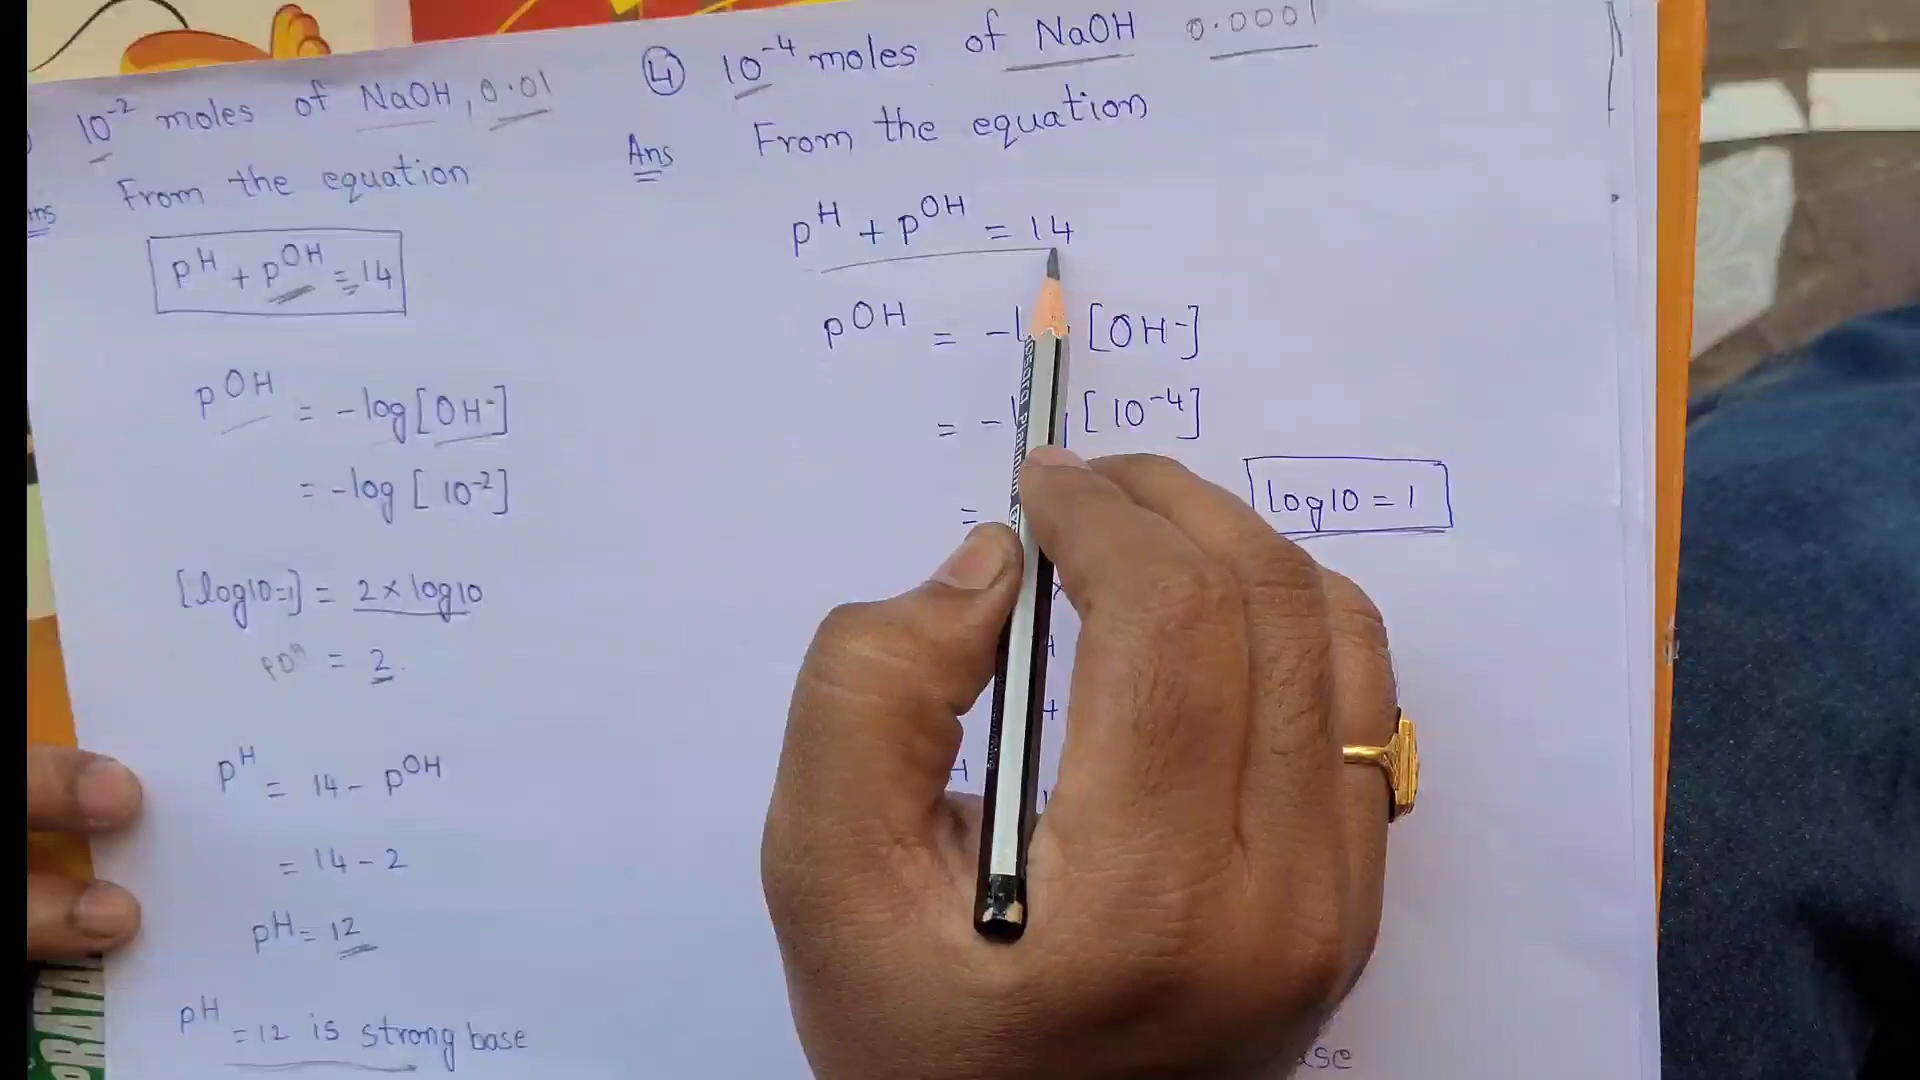 10⁻² moles of NaOH, 0.01
From the equation
pH + pOH = 14
pOH = -log[OH-]
= -log [10⁻²]
[log10=1] = 2 × log10
pOH = 2.
pH = 14 - pOH
= 14 - 2
pH = 12
pH = 12 is strong base
④ 10⁻⁴ moles of NaOH 0.0001
Ans From the equation
pH + pOH = 14
pOH = - [OH-]
= - [10⁻⁴]
=
log10 = 1